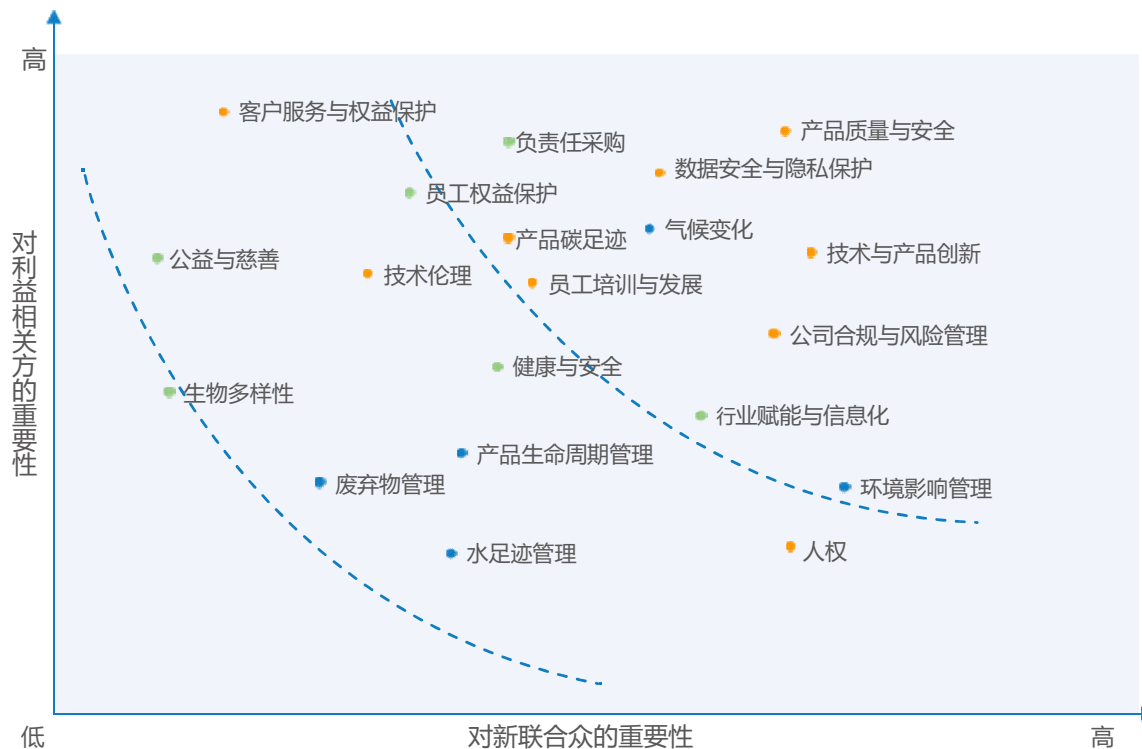 高
客户服务与权益保护
产品质量与安全
负责任采购
数据安全与隐私保护
员工权益保护
气候变化
产品碳足迹
技术与产品创新
公益与慈善
技术伦理
员工培训与发展
对利益相关方的重要性
公司合规与风险管理
健康与安全
生物多样性
行业赋能与信息化
产品生命周期管理
废弃物管理
环境影响管理
水足迹管理
人权
低
对新联合众的重要性
高